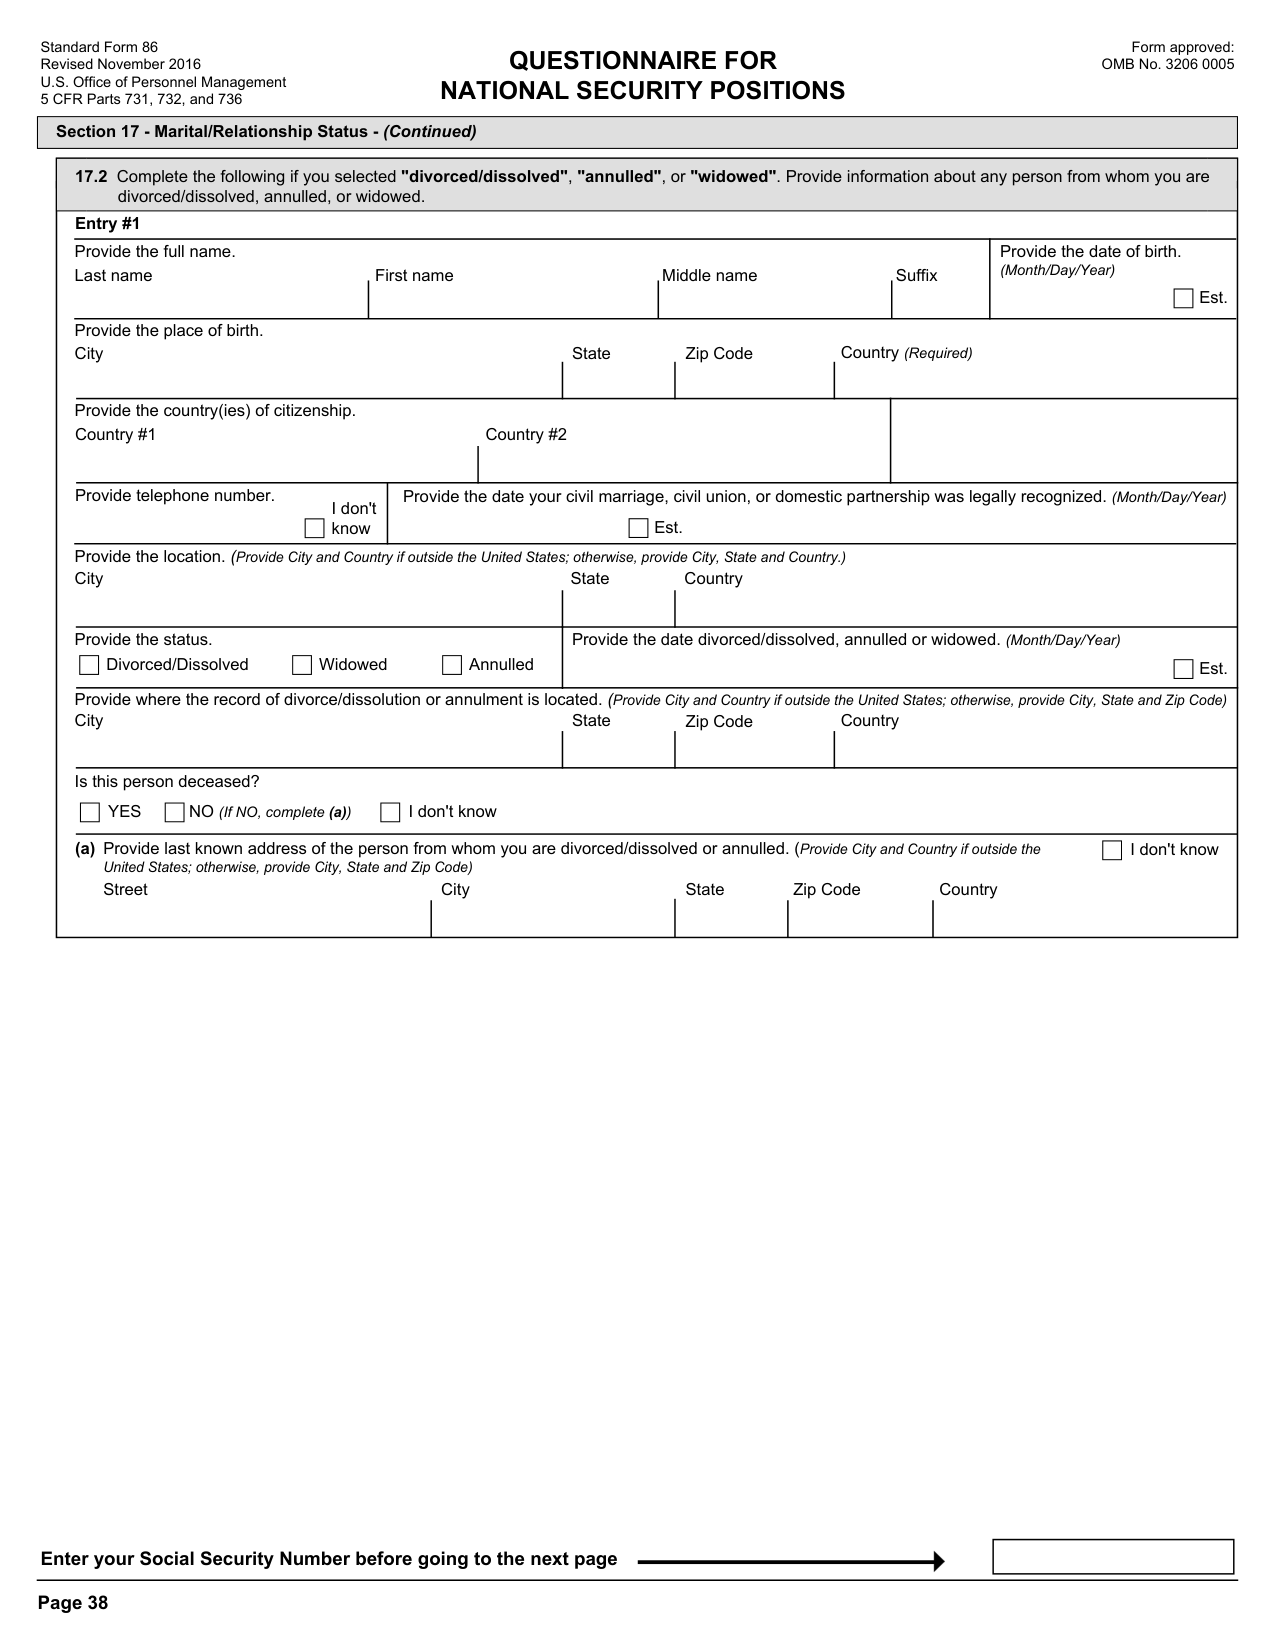 Standard Form 86
Revised November 2016
U.S. Office of Personnel Management
5 CFR Parts 731, 732, and 736
QUESTIONNAIRE FOR
NATIONAL SECURITY POSITIONS
Form approved:
OMB No. 3206 0005
Section 17 - Marital/Relationship Status - (Continued)
17.2 Complete the following if you selected "divorced/dissolved", "annulled", or "widowed". Provide information about any person from whom you are
divorced/dissolved, annulled, or widowed.
Entry #1
Provide the full name.
Last name First name Middle name Suffix
Provide the date of birth.
(Month/Day/Year)
Est.
Provide the place of birth.
City State Zip Code Country (Required)
Provide the country(ies) of citizenship.
Country #1 Country #2
Provide telephone number.
I don't
know
Provide the date your civil marriage, civil union, or domestic partnership was legally recognized. (Month/Day/Year)
Est.
Provide the location. (Provide City and Country if outside the United States; otherwise, provide City, State and Country.)
City State Country
Provide the status.
Divorced/Dissolved Widowed Annulled
Provide the date divorced/dissolved, annulled or widowed. (Month/Day/Year)
Est.
Provide where the record of divorce/dissolution or annulment is located. (Provide City and Country if outside the United States; otherwise, provide City, State and Zip Code)
City State Zip Code Country
Is this person deceased?
YES NO (If NO, complete (a)) I don't know
(a) Provide last known address of the person from whom you are divorced/dissolved or annulled. (Provide City and Country if outside the
United States; otherwise, provide City, State and Zip Code)
I don't know
Street City State Zip Code Country
Enter your Social Security Number before going to the next page
Page 38